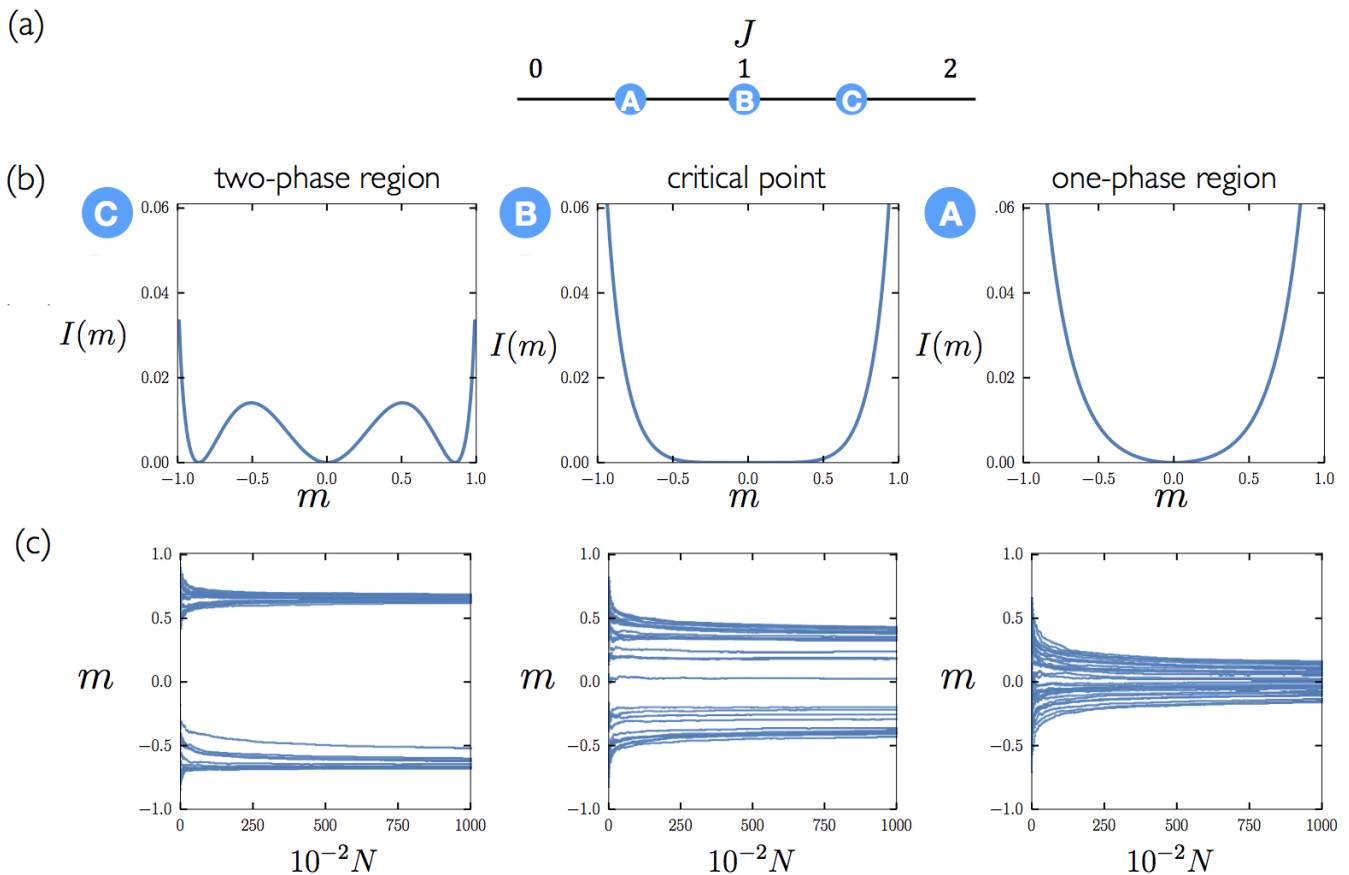 (a)
J
0 1 2
A B C
(b)
two-phase region
critical point
one-phase region
C
0.06
0.04
0.02
0.00
I(m)
−1.0 −0.5 0.0 0.5 1.0
m
B
0.06
0.04
0.02
0.00
I(m)
−1.0 −0.5 0.0 0.5 1.0
m
A
.06
0.04
0.02
0.00
I(m)
−1.0 −0.5 0.0 0.5 1.0
m
(c)
1.0
0.5
0.0
−0.5
−1.0
m
0 250 500 750 1000
10⁻²N
1.0
0.5
0.0
−0.5
−1.0
m
0 250 500 750 1000
10⁻²N
1.0
0.5
0.0
−0.5
−1.0
m
0 250 500 750 1000
10⁻²N